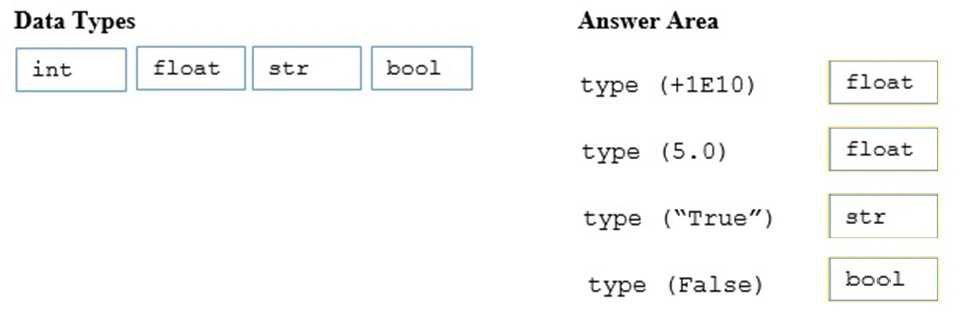 Data Types
int float str bool
Answer Area
type (+1E10) float
type (5.0) float
type (“True”) str
type (False) bool